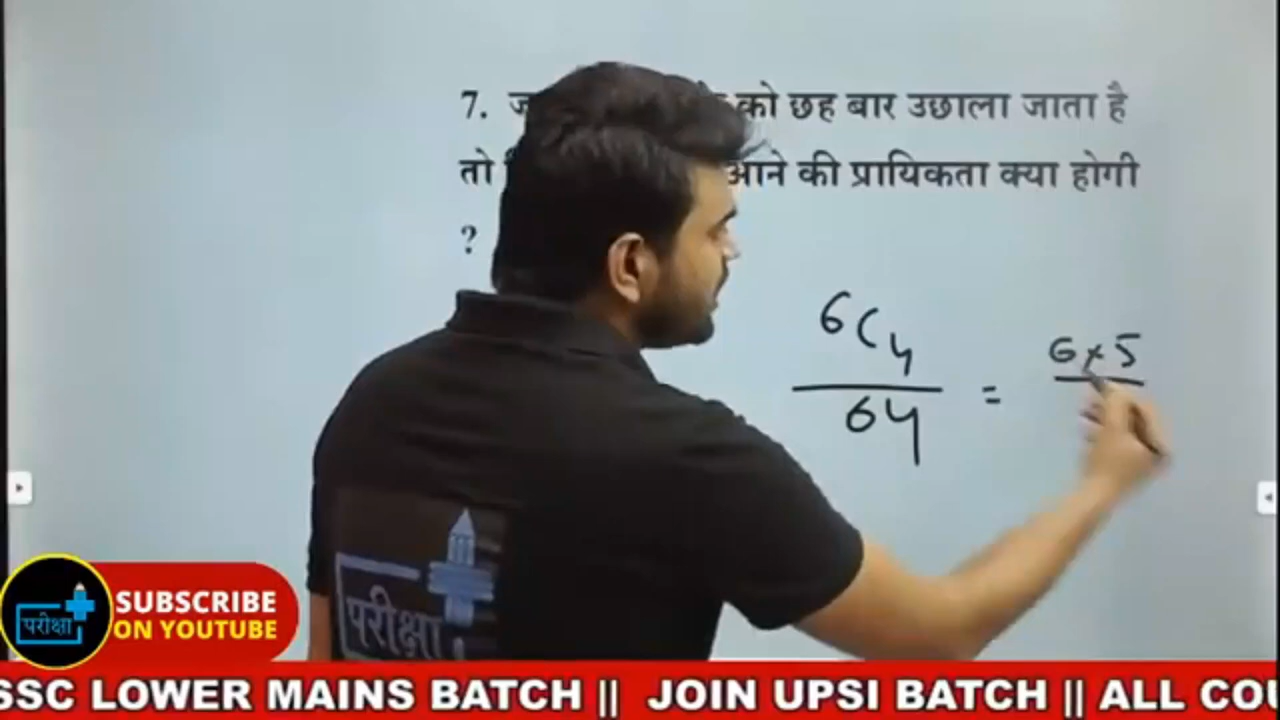 7. को छह बार उछाला जाता है
तो आने की प्रायिकता क्या होगी
?
6C4
64
=
6×5
परीक्षा
परीक्षा
SUBSCRIBE
ON YOUTUBE
SSC LOWER MAINS BATCH || JOIN UPSI BATCH || ALL